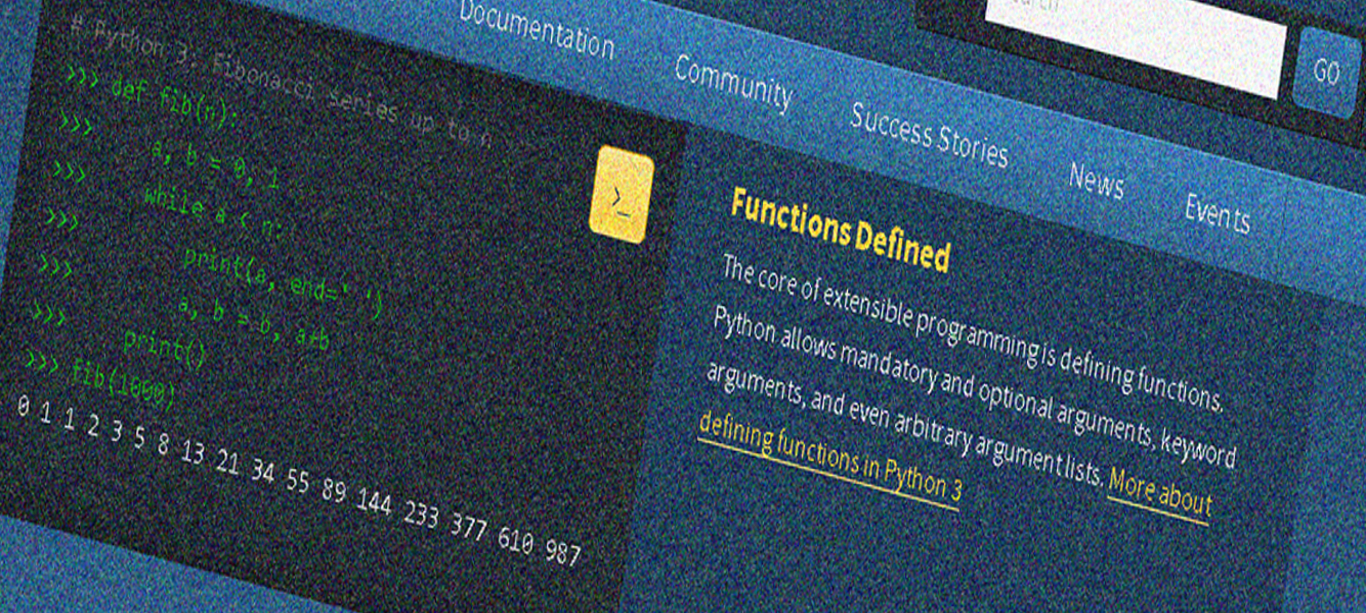 GO
Documentation Community Success Stories News Events
# Python 3: Fibonacci series up to n
>>> def fib(n):
>>> a, b = 0, 1
>>> while a < n:
>>> print(a, end=' ')
>>> a, b = b, a+b
>>> print()
>>> fib(1000)
0 1 1 2 3 5 8 13 21 34 55 89 144 233 377 610 987
>_
Functions Defined
The core of extensible programming is defining functions.
Python allows mandatory and optional arguments, keyword
arguments, and even arbitrary argument lists. More about
defining functions in Python 3